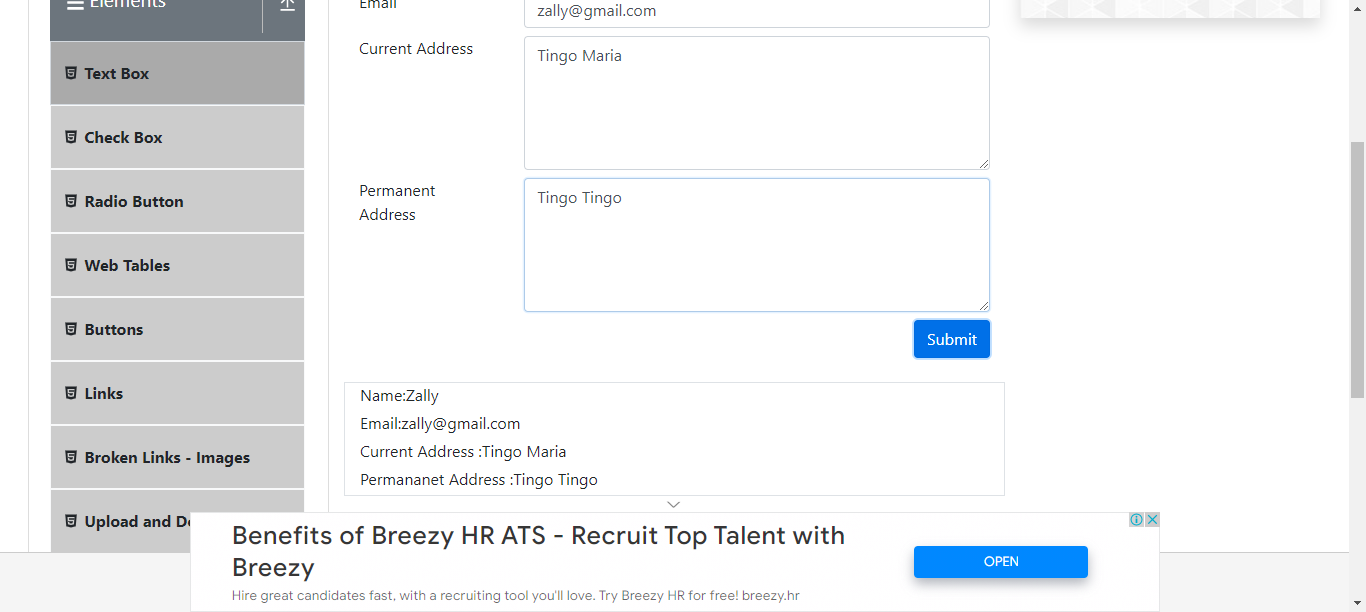 Elements
Text Box
Check Box
Radio Button
Web Tables
Buttons
Links
Broken Links - Images
Upload and Do
Email
zally@gmail.com
Current Address
Tingo Maria
Permanent
Address
Tingo Tingo
Submit
Name:Zally
Email:zally@gmail.com
Current Address :Tingo Maria
Permananet Address :Tingo Tingo
Benefits of Breezy HR ATS - Recruit Top Talent with
Breezy
Hire great candidates fast, with a recruiting tool you'll love. Try Breezy HR for free! breezy.hr
OPEN